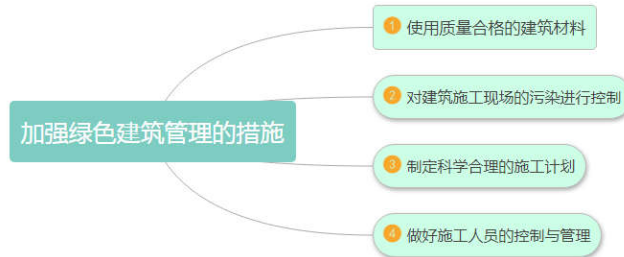 加强绿色建筑管理的措施
1 使用质量合格的建筑材料
2 对建筑施工现场的污染进行控制
3 制定科学合理的施工计划
4 做好施工人员的控制与管理